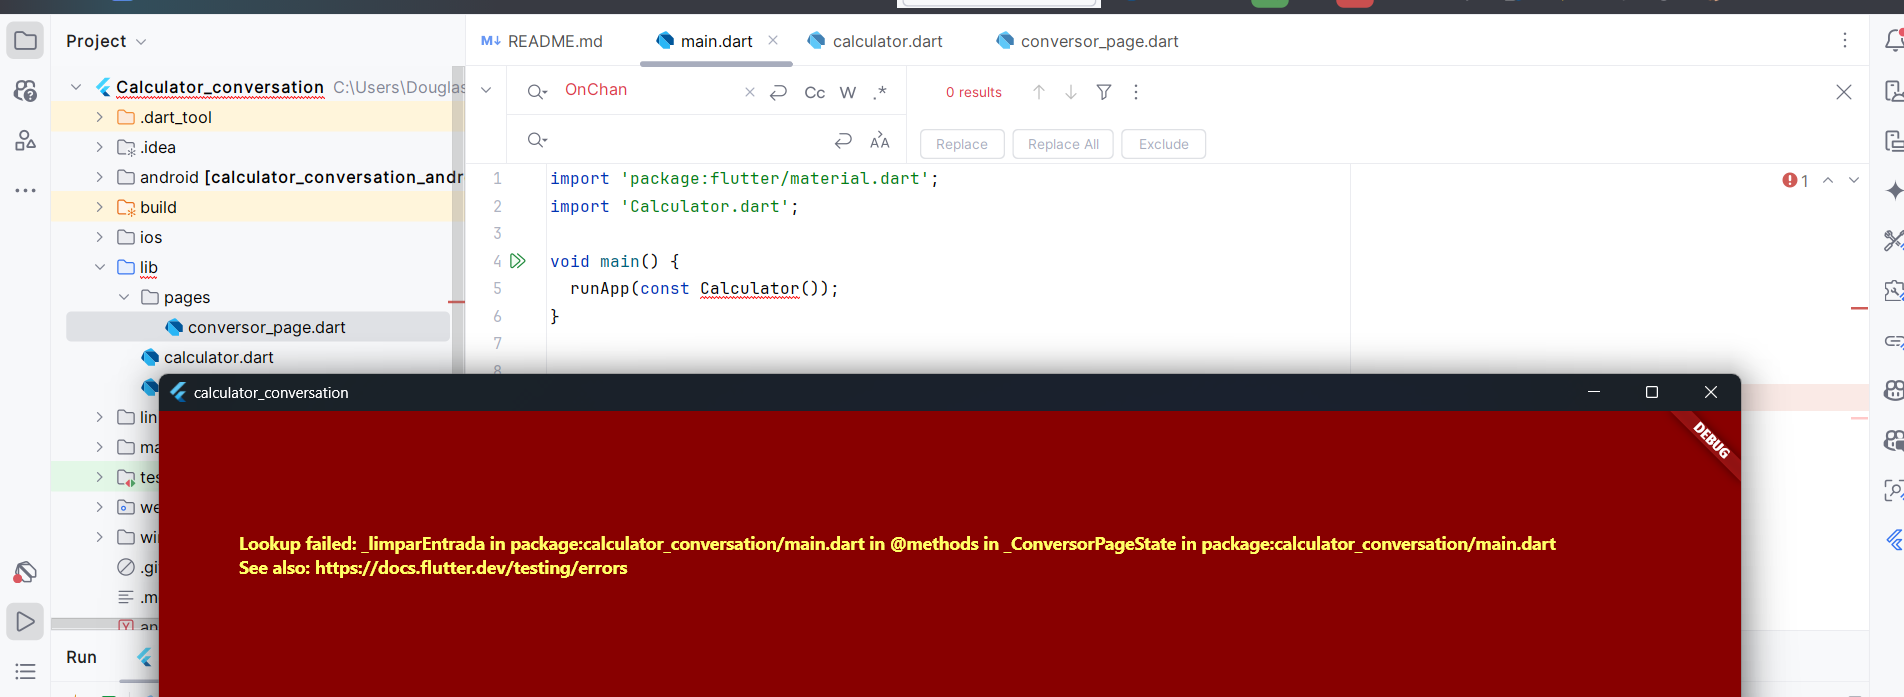 Project
README.md
main.dart
calculator.dart
conversor_page.dart
Calculator_conversation C:\Users\Douglas
OnChan
Cc
W
.*
0 results
.dart_tool
.idea
Replace
Replace All
Exclude
android [calculator_conversation_andr
build
ios
lib
pages
conversor_page.dart
calculator.dart
1 import 'package:flutter/material.dart';
2 import 'Calculator.dart';
3
4 void main() {
5 runApp(const Calculator());
6 }
7
8
1
lin
ma
tes
we
wi
.gi
.m
an
calculator_conversation
DEBUG
Lookup failed: _limparEntrada in package:calculator_conversation/main.dart in @methods in _ConversorPageState in package:calculator_conversation/main.dart
See also: https://docs.flutter.dev/testing/errors
Run